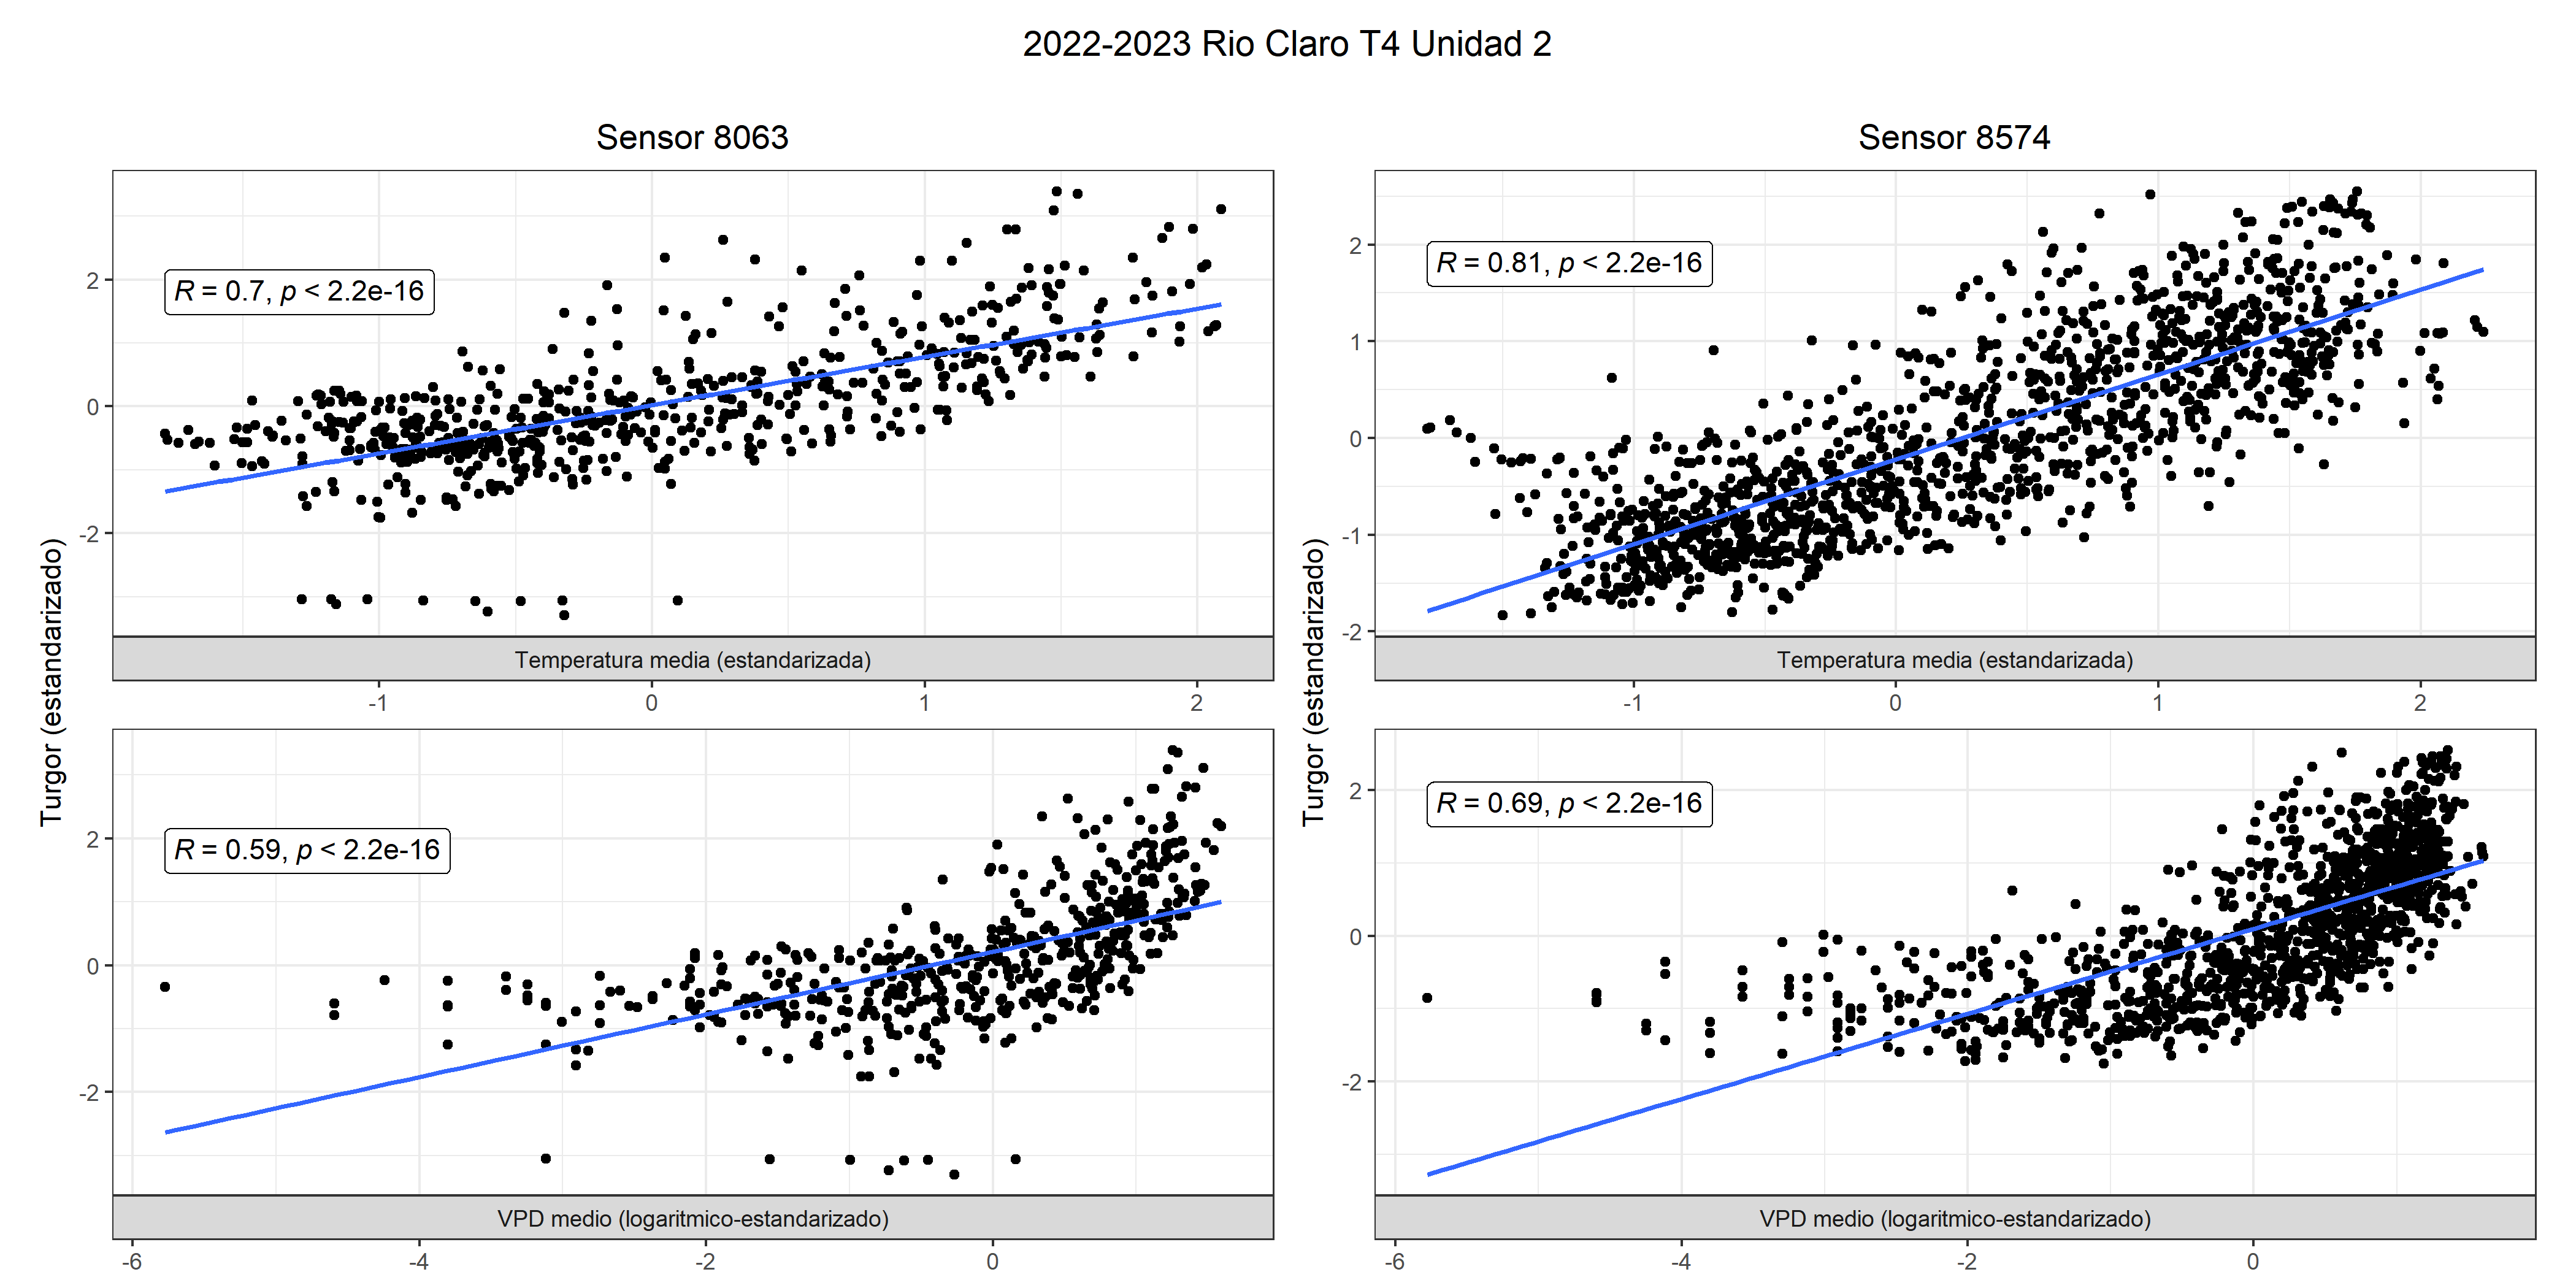 2022-2023 Rio Claro T4 Unidad 2
Sensor 8063
Sensor 8574
Turgor (estandarizado)
2
0
-2
R = 0.7, p < 2.2e-16
Temperatura media (estandarizada)
-1 0 1 2
2
0
-2
R = 0.59, p < 2.2e-16
VPD medio (logaritmico-estandarizado)
-6 -4 -2 0
Turgor (estandarizado)
2
1
0
-1
-2
R = 0.81, p < 2.2e-16
Temperatura media (estandarizada)
-1 0 1 2
2
0
-2
R = 0.69, p < 2.2e-16
VPD medio (logaritmico-estandarizado)
-6 -4 -2 0